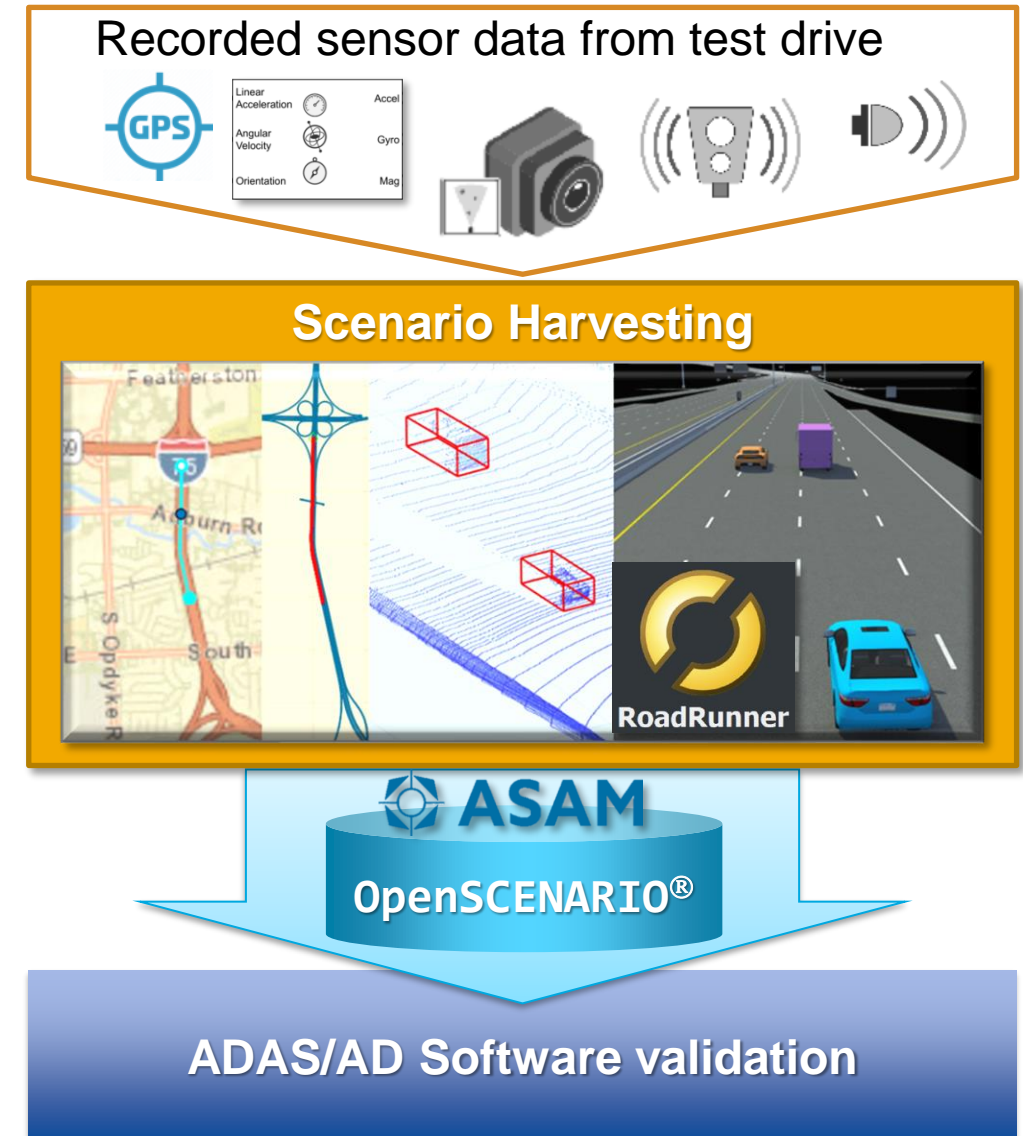 Recorded sensor data from test drive
GPS
Linear
Acceleration
Accel
Angular
Velocity
Gyro
Orientation
Mag
Scenario Harvesting
Featherston
69
75
Auburn Rd
S Opdyke R
South
E
RoadRunner
ASAM
OpenSCENARIO®
ADAS/AD Software validation